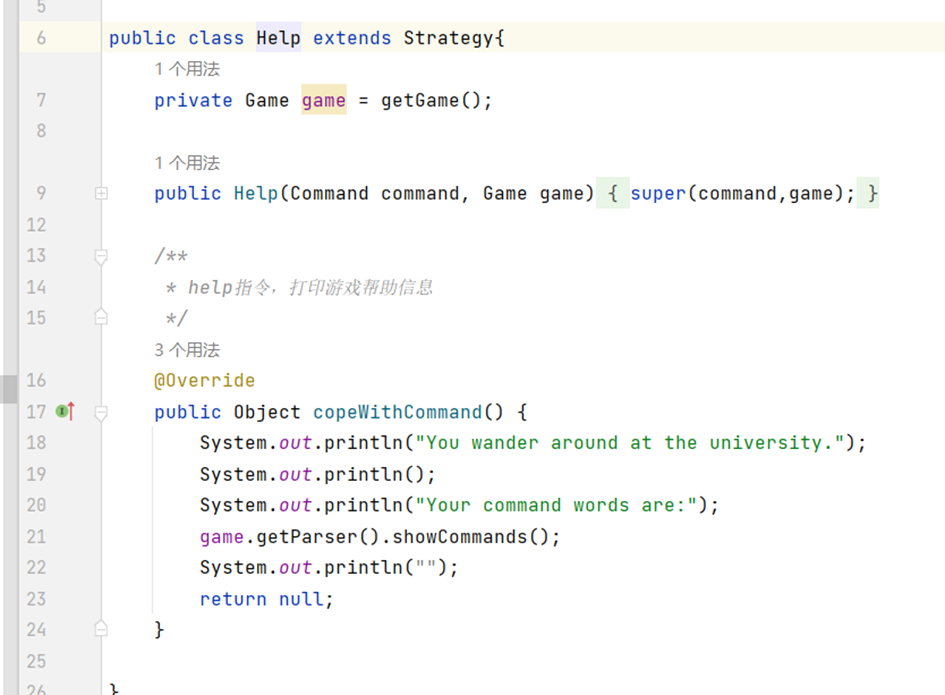 5
6 public class Help extends Strategy{
1 个用法
7 private Game game = getGame();
8
1 个用法
9 public Help(Command command, Game game) { super(command,game); }
12
13 /**
14 * help指令，打印游戏帮助信息
15 */
3 个用法
16 @Override
17 public Object copeWithCommand() {
18 System.out.println("You wander around at the university.");
19 System.out.println();
20 System.out.println("Your command words are:");
21 game.getParser().showCommands();
22 System.out.println("");
23 return null;
24 }
25
26 }